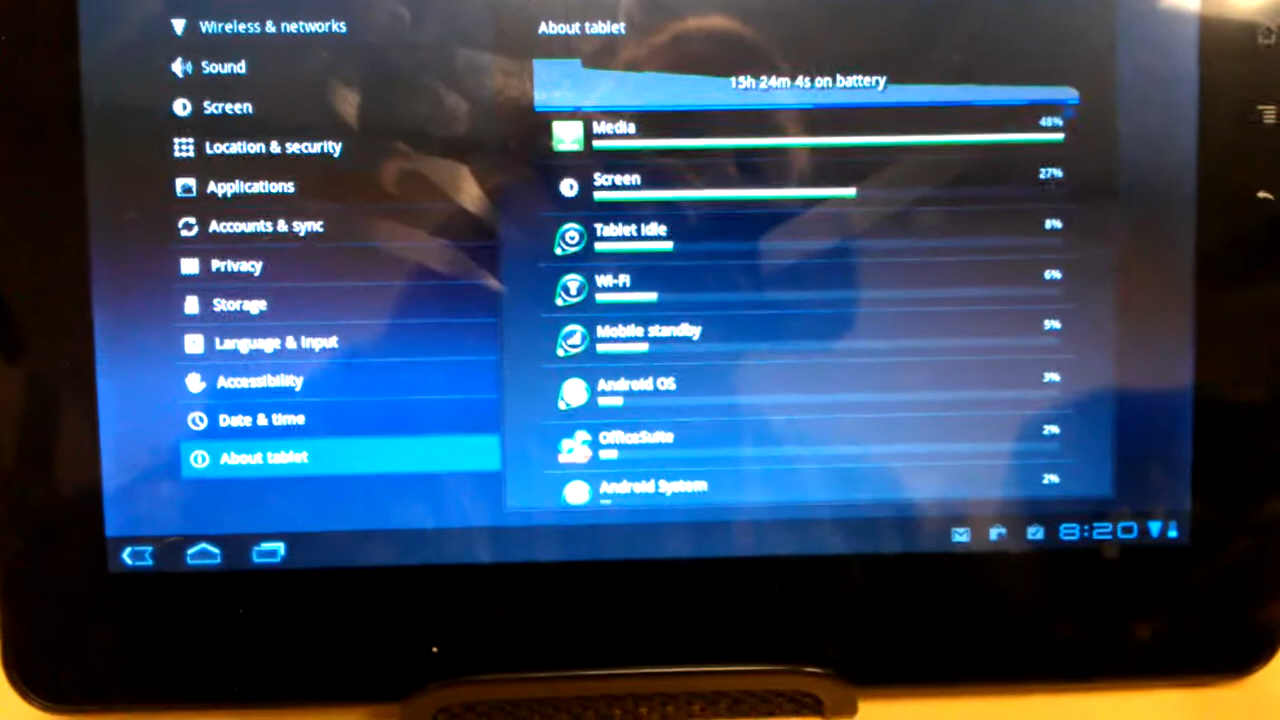 Wireless & networks
Sound
Screen
Location & security
Applications
Accounts & sync
Privacy
Storage
Language & input
Accessibility
Date & time
About tablet
About tablet
15h 24m 4s on battery
Media 48%
Screen 27%
Tablet idle 8%
Wi-Fi 6%
Mobile standby 5%
Android OS 3%
OfficeSuite 2%
Android System 2%
8:20